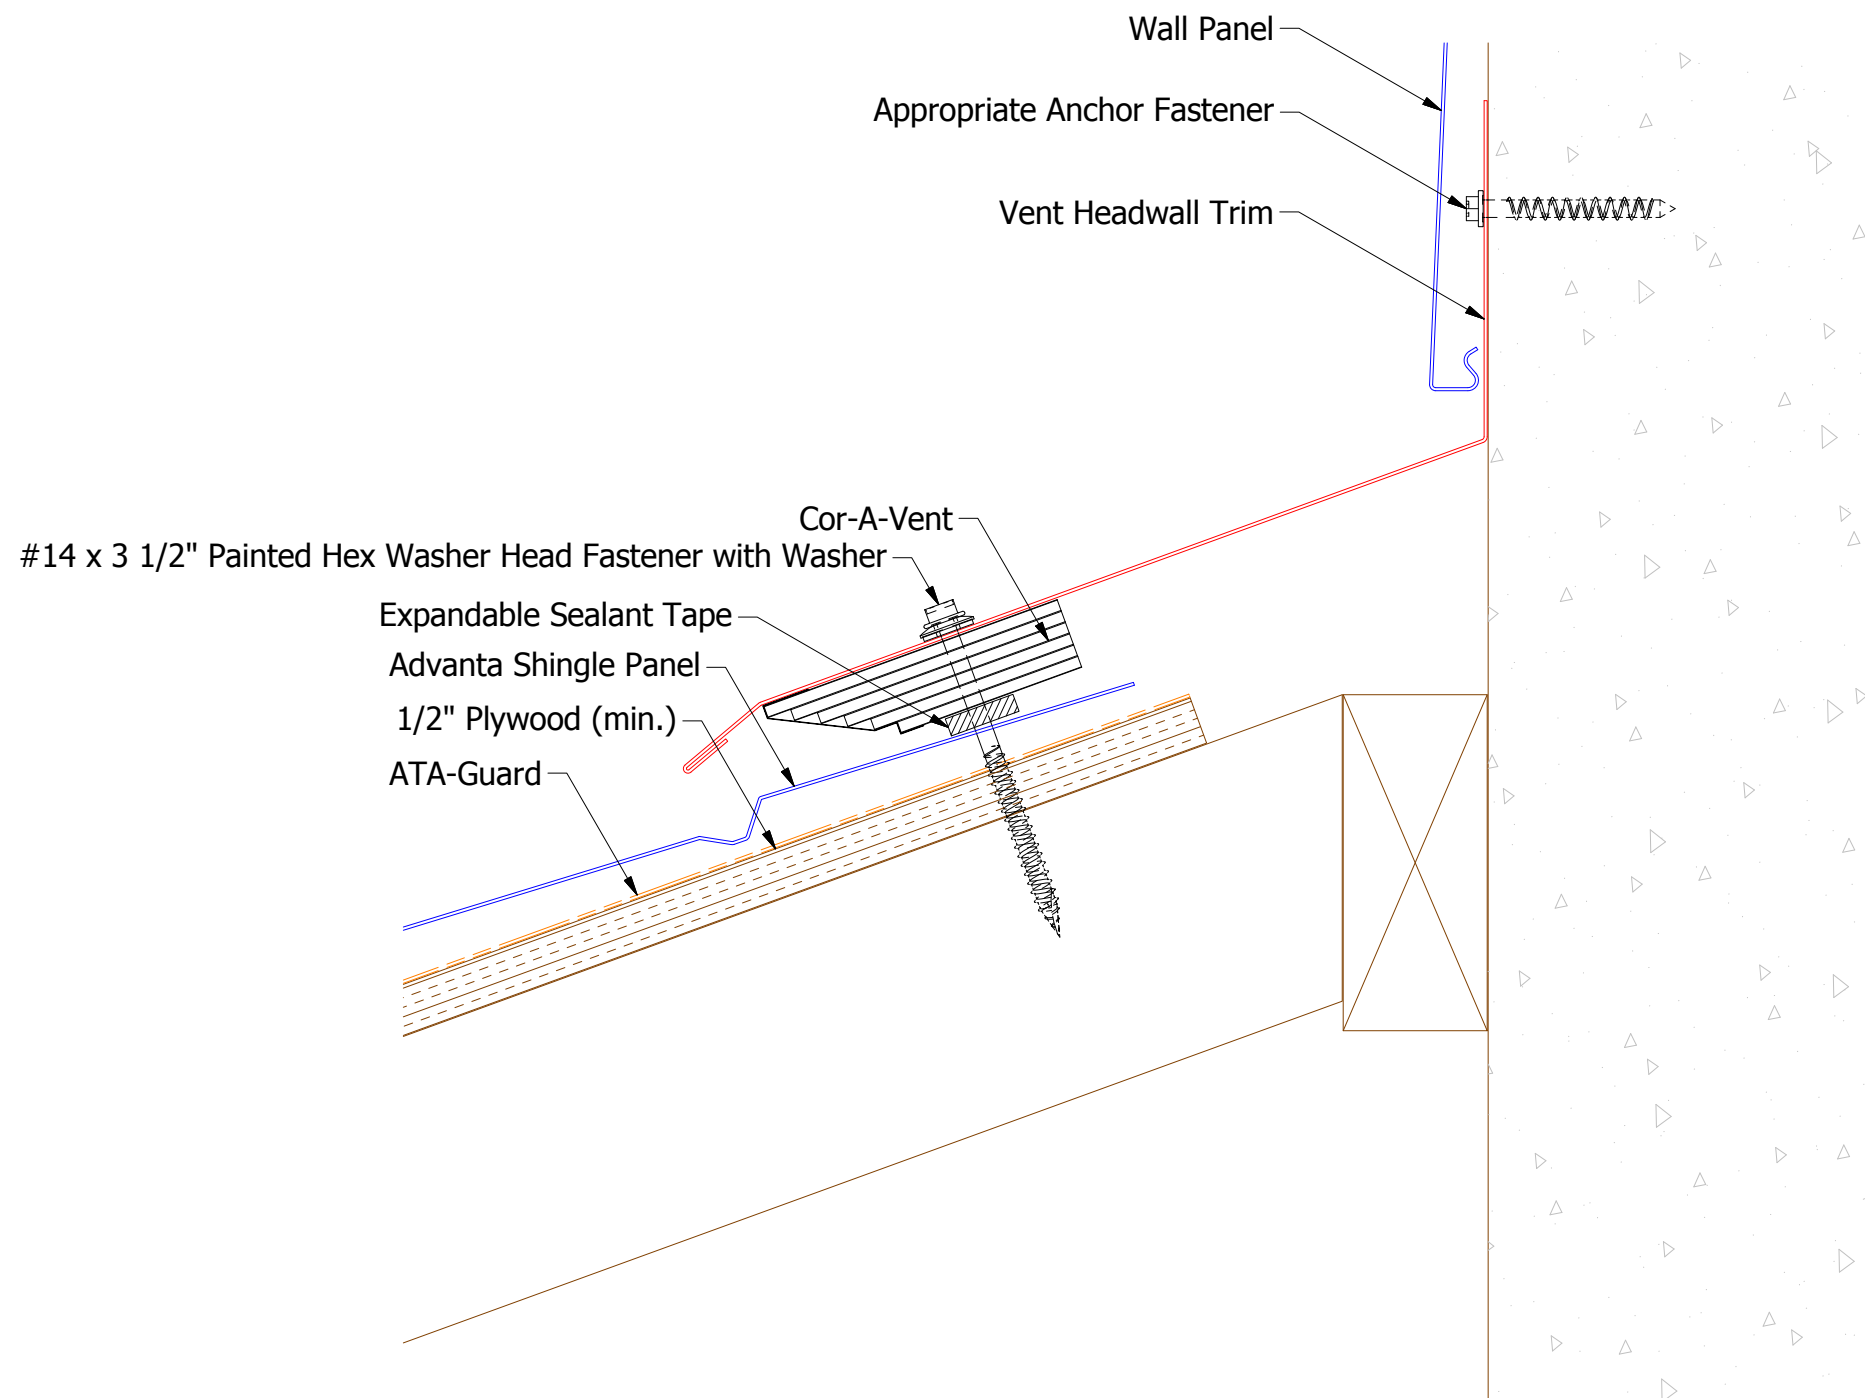 Wall Panel
Appropriate Anchor Fastener
Vent Headwall Trim
Cor-A-Vent
#14 x 3 1/2" Painted Hex Washer Head Fastener with Washer
Expandable Sealant Tape
Advanta Shingle Panel
1/2" Plywood (min.)
ATA-Guard